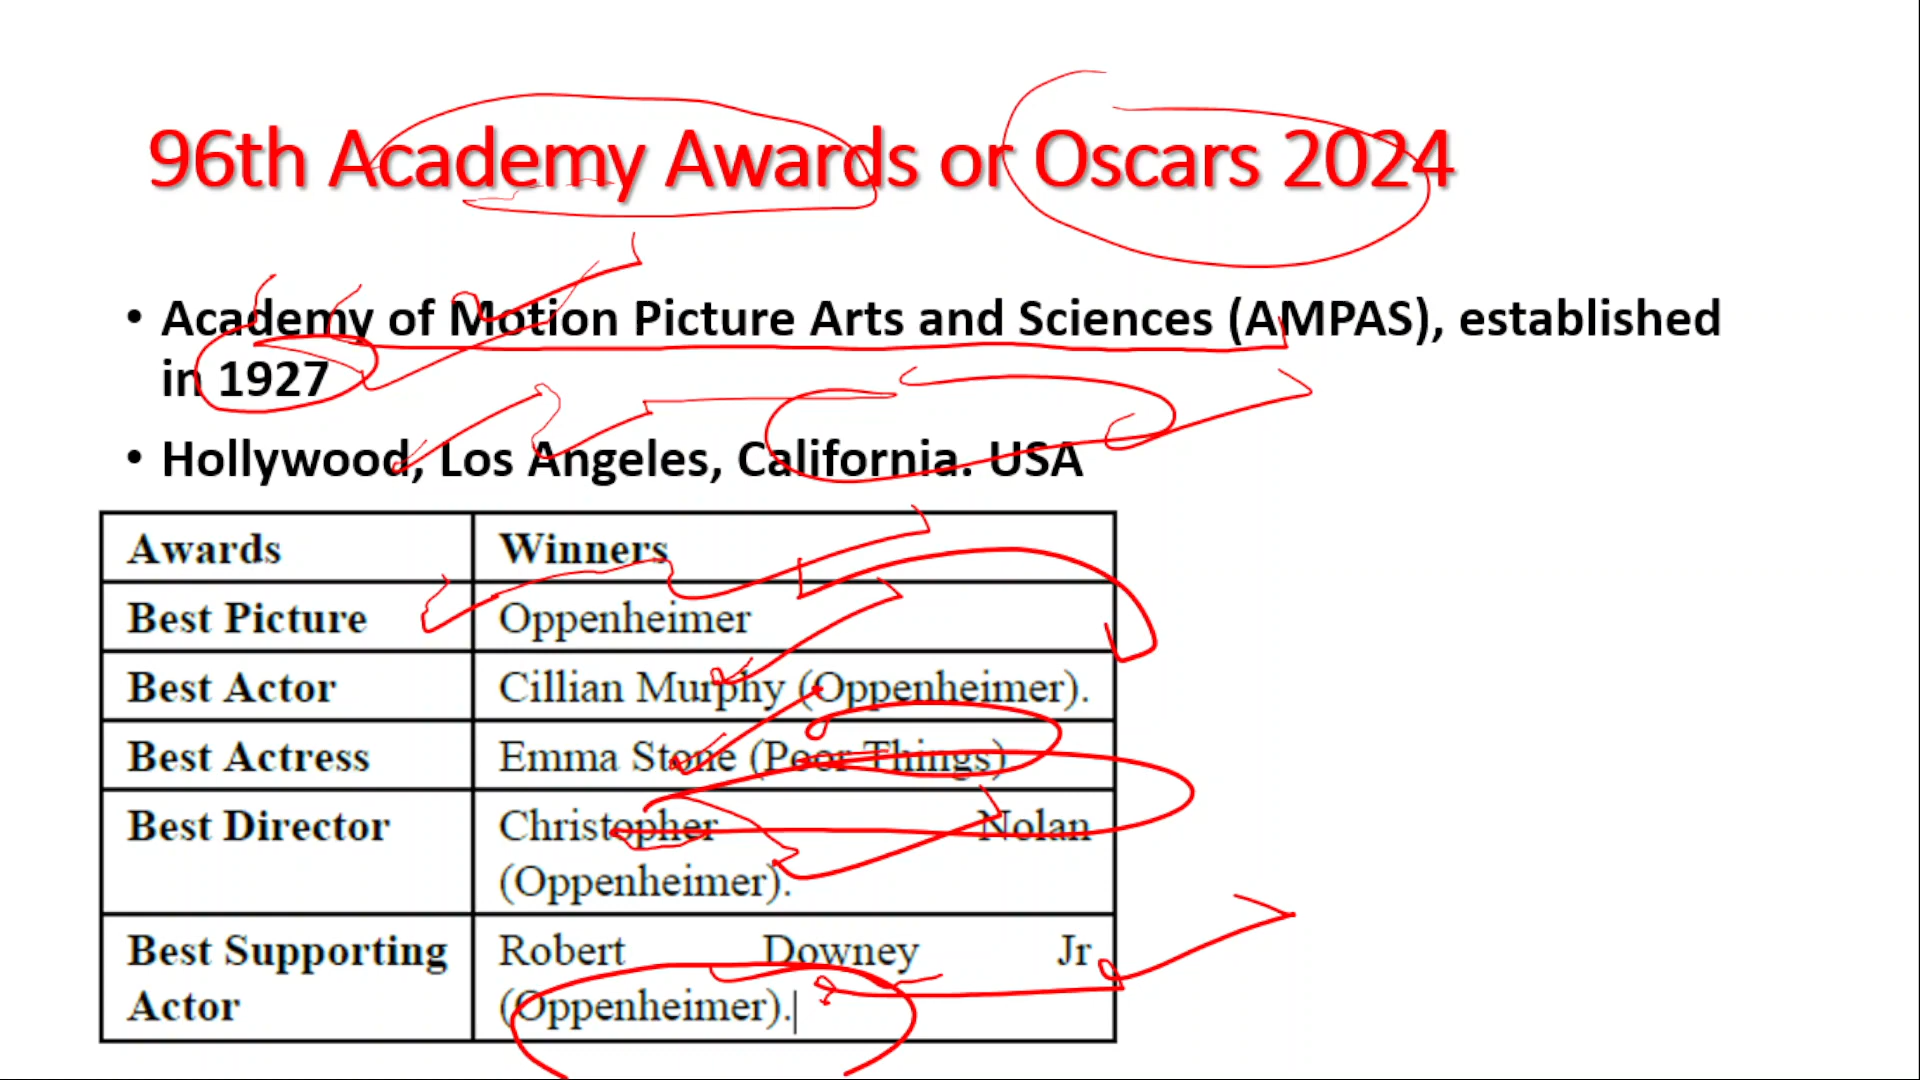 96th Academy Awards or Oscars 2024
• Academy of Motion Picture Arts and Sciences (AMPAS), established
in 1927
• Hollywood, Los Angeles, California. USA
Awards Winners
Best Picture Oppenheimer
Best Actor Cillian Murphy (Oppenheimer).
Best Actress Emma Stone (Poor Things)
Best Director Christopher Nolan
(Oppenheimer).
Best Supporting Robert Downey Jr
Actor (Oppenheimer).